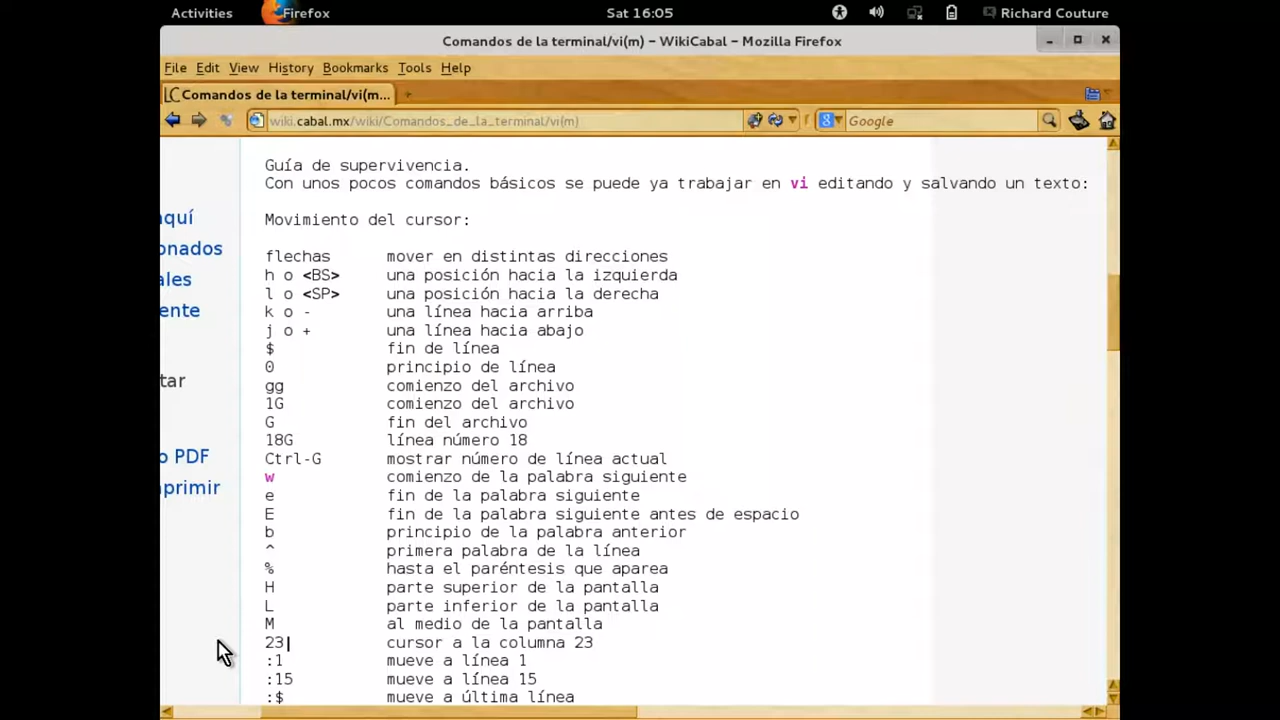 Activities Firefox Sat 16:05 Richard Couture
Comandos de la terminal/vi(m) – WikiCabal – Mozilla Firefox
File Edit View History Bookmarks Tools Help
Comandos de la terminal/vi(m...
wiki.cabal.mx/wiki/Comandos_de_la_terminal/vi(m) Google
aquí
onados
ales
ente
tar
o PDF
primir
Guía de supervivencia.
Con unos pocos comandos básicos se puede ya trabajar en vi editando y salvando un texto:
Movimiento del cursor:
flechas mover en distintas direcciones
h o <BS> una posición hacia la izquierda
l o <SP> una posición hacia la derecha
k o - una línea hacia arriba
j o + una línea hacia abajo
$ fin de línea
0 principio de línea
gg comienzo del archivo
1G comienzo del archivo
G fin del archivo
18G línea número 18
Ctrl-G mostrar número de línea actual
w comienzo de la palabra siguiente
e fin de la palabra siguiente
E fin de la palabra siguiente antes de espacio
b principio de la palabra anterior
^ primera palabra de la línea
% hasta el paréntesis que aparea
H parte superior de la pantalla
L parte inferior de la pantalla
M al medio de la pantalla
23| cursor a la columna 23
:1 mueve a línea 1
:15 mueve a línea 15
:$ mueve a última línea